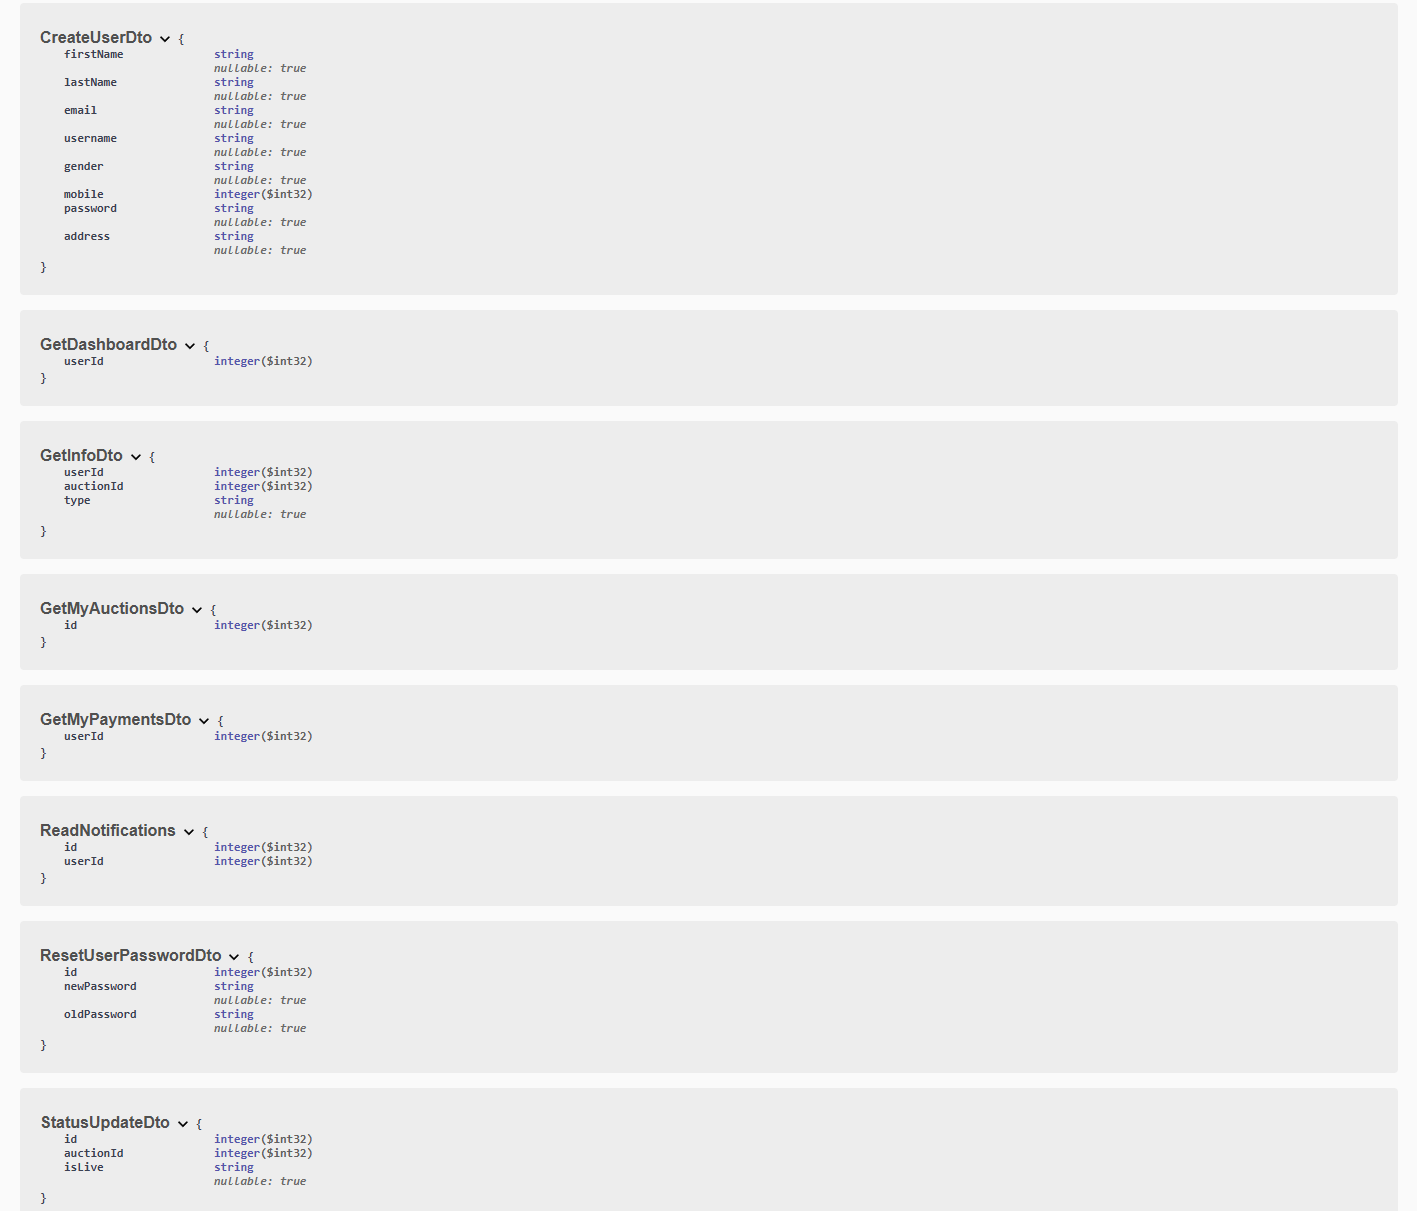 CreateUserDto {
firstName string
nullable: true
lastName string
nullable: true
email string
nullable: true
username string
nullable: true
gender string
nullable: true
mobile integer($int32)
password string
nullable: true
address string
nullable: true
}
GetDashboardDto {
userId integer($int32)
}
GetInfoDto {
userId integer($int32)
auctionId integer($int32)
type string
nullable: true
}
GetMyAuctionsDto {
id integer($int32)
}
GetMyPaymentsDto {
userId integer($int32)
}
ReadNotifications {
id integer($int32)
userId integer($int32)
}
ResetUserPasswordDto {
id integer($int32)
newPassword string
nullable: true
oldPassword string
nullable: true
}
StatusUpdateDto {
id integer($int32)
auctionId integer($int32)
isLive string
nullable: true
}